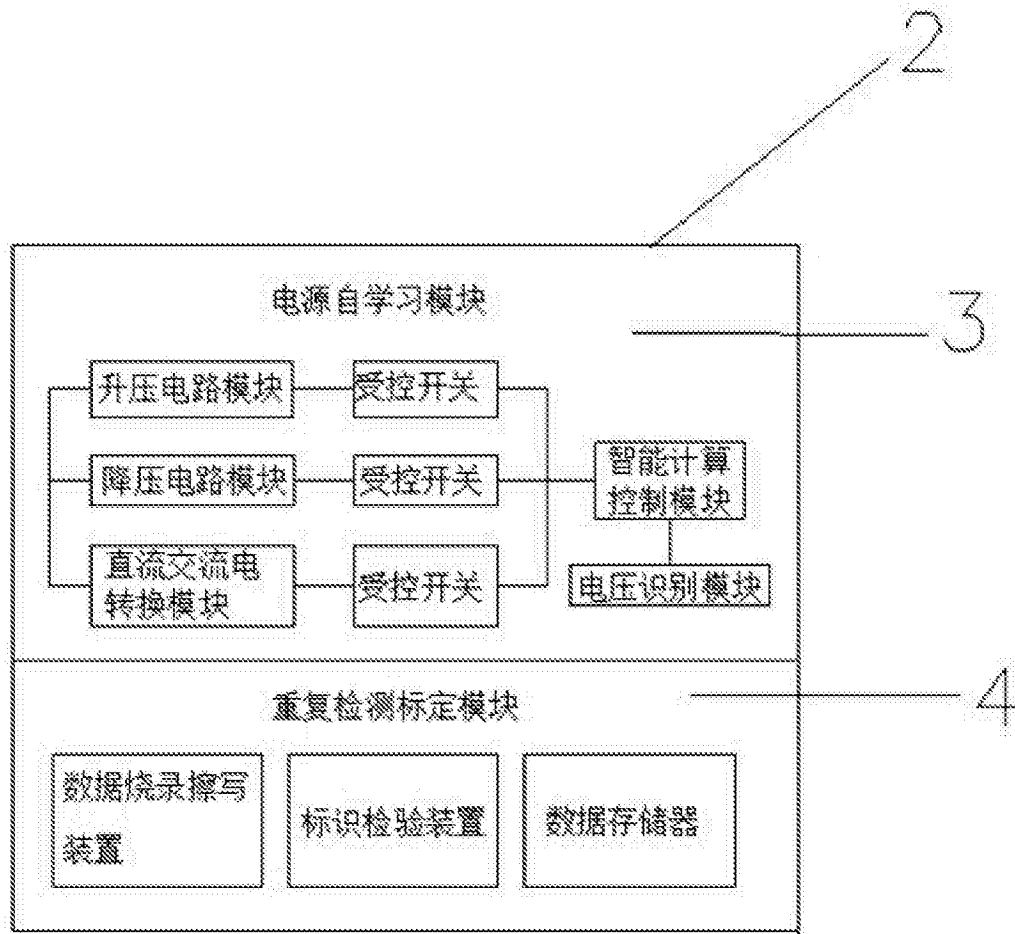 2
电源自学习模块
3
升压电路模块
受控开关
降压电路模块
受控开关
智能计算
控制模块
直流交流电
转换模块
受控开关
电压识别模块
重复检测标定模块
4
数据烧录擦写
装置
标识检验装置
数据存储器